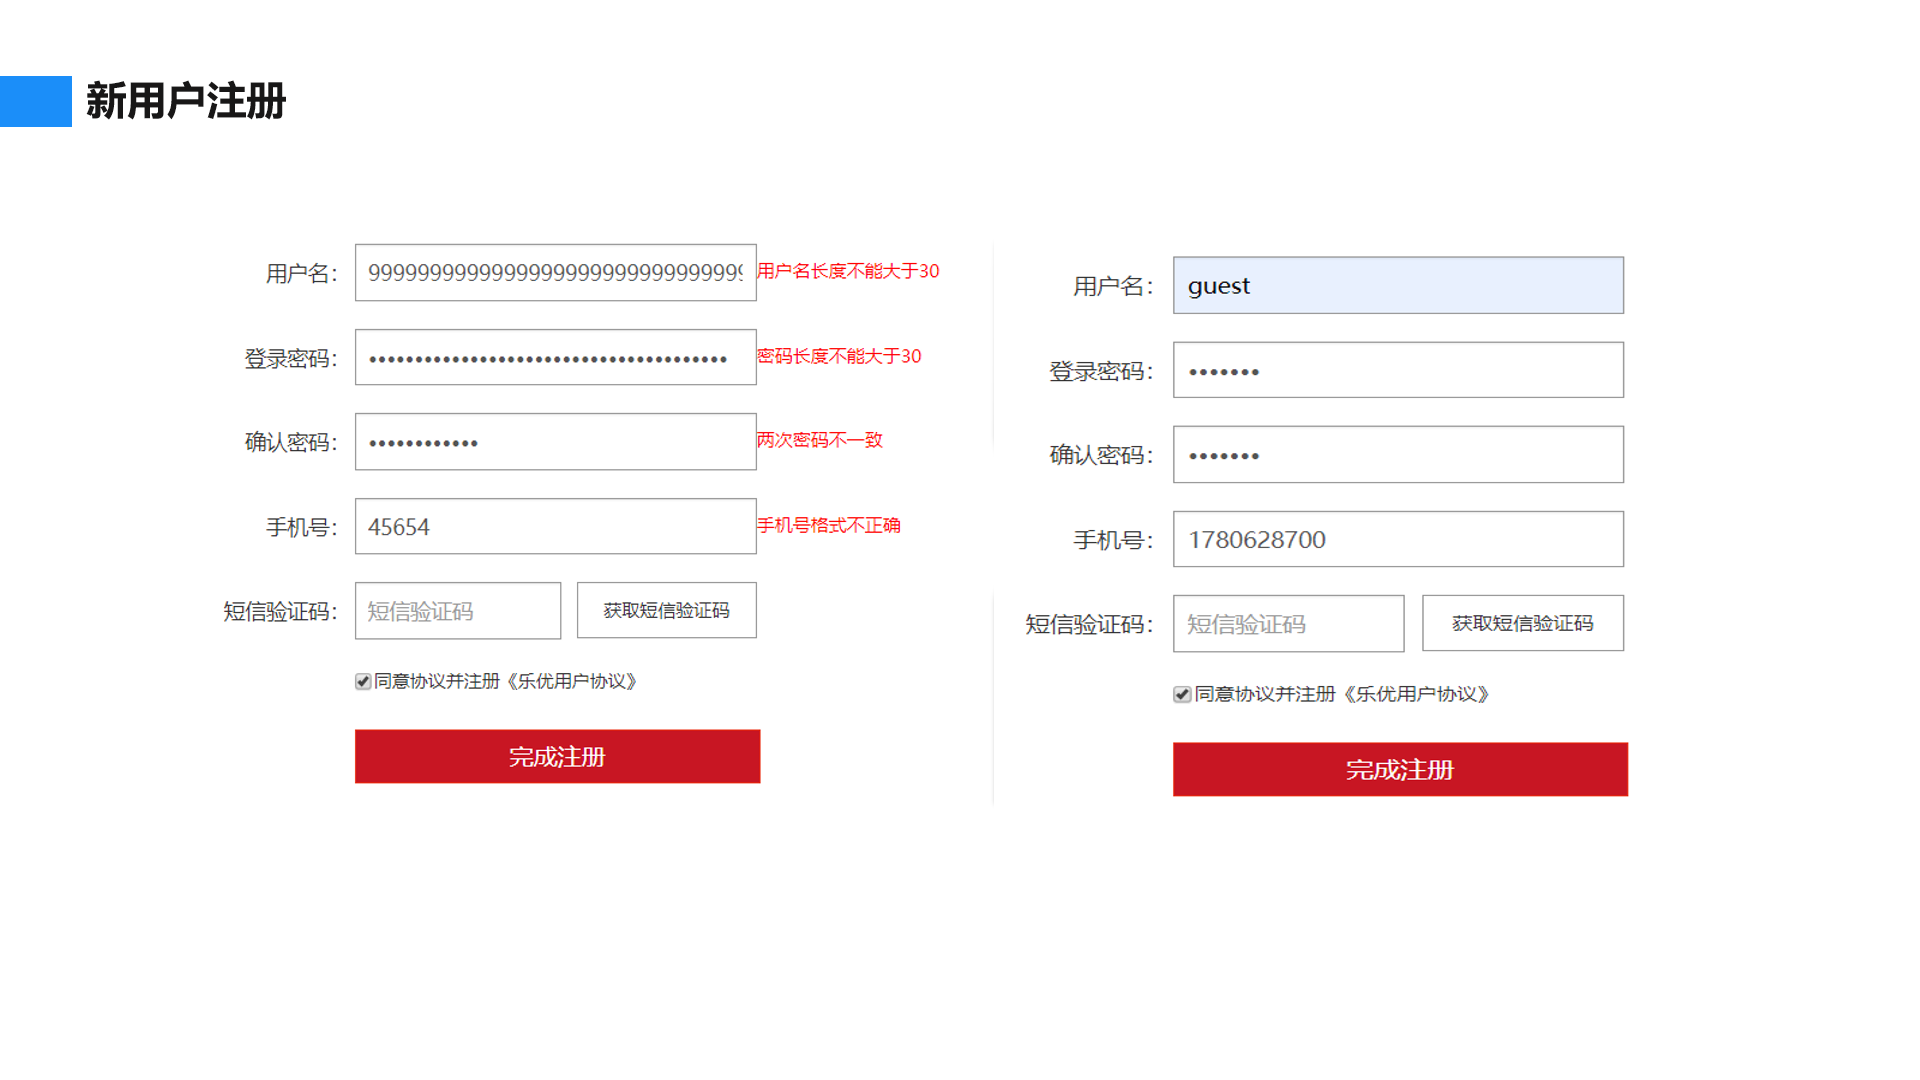 新用户注册
用户名：
999999999999999999999999999999
用户名长度不能大于30
登录密码：
••••••••••••••••••••••••••••••••••••••
密码长度不能大于30
确认密码：
••••••••••••
两次密码不一致
手机号：
45654
手机号格式不正确
短信验证码：
短信验证码
获取短信验证码
同意协议并注册《乐优用户协议》
完成注册
用户名：
guest
登录密码：
•••••••
确认密码：
•••••••
手机号：
1780628700
短信验证码：
短信验证码
获取短信验证码
同意协议并注册《乐优用户协议》
完成注册